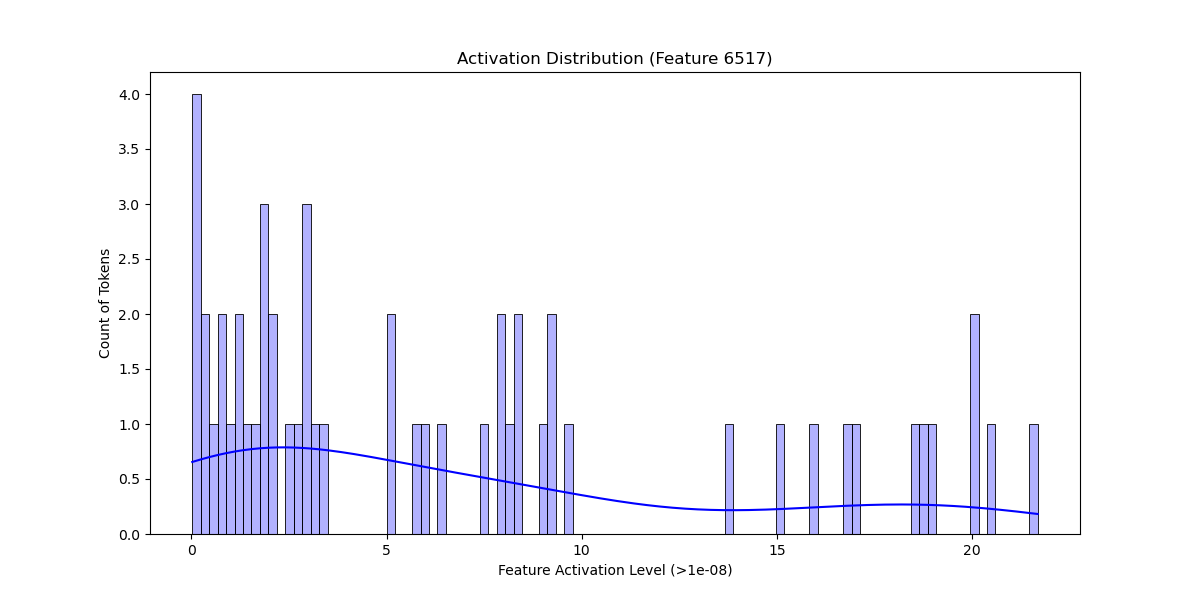 Activation Distribution (Feature 6517)
4.0
3.5
3.0
2.5
2.0
1.5
1.0
0.5
0.0
Count of Tokens
0 5 10 15 20
Feature Activation Level (>1e-08)